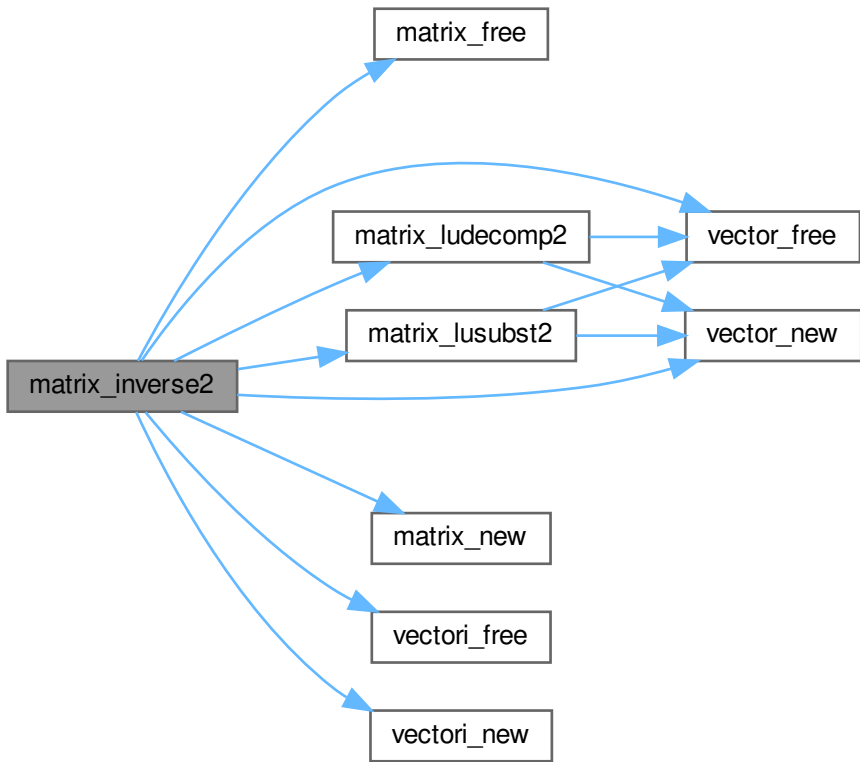 matrix_free
matrix_ludecomp2
vector_free
matrix_lusubst2
vector_new
matrix_inverse2
matrix_new
vectori_free
vectori_new